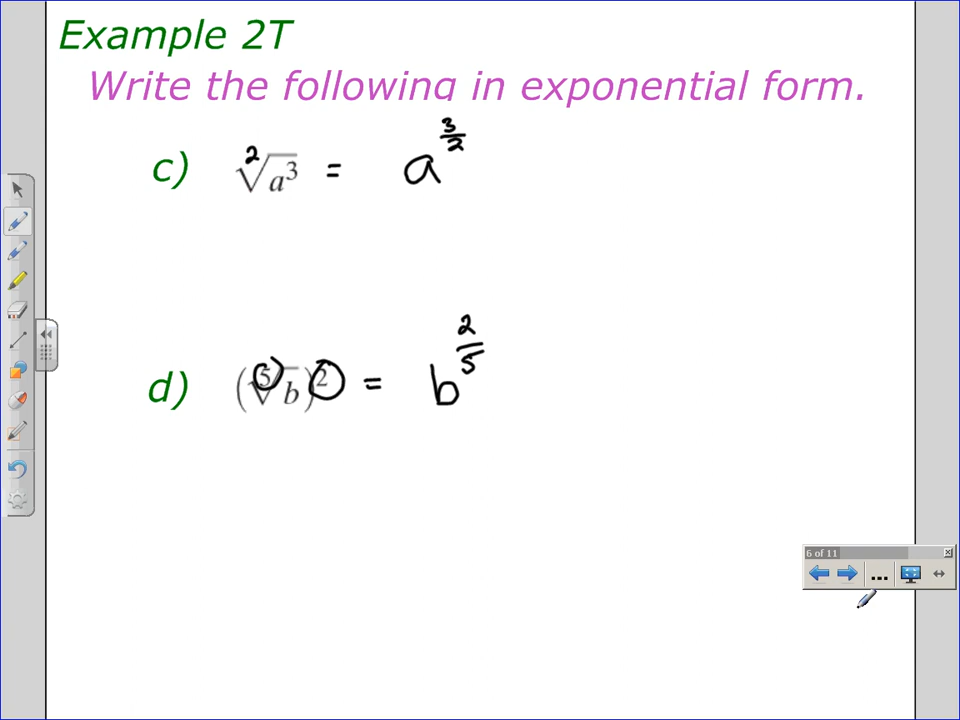 Example 2T
Write the following in exponential form.
c) ²√a³ = a^(3/2)
d) (⁵√b)² = b^(2/5)
6 of 11